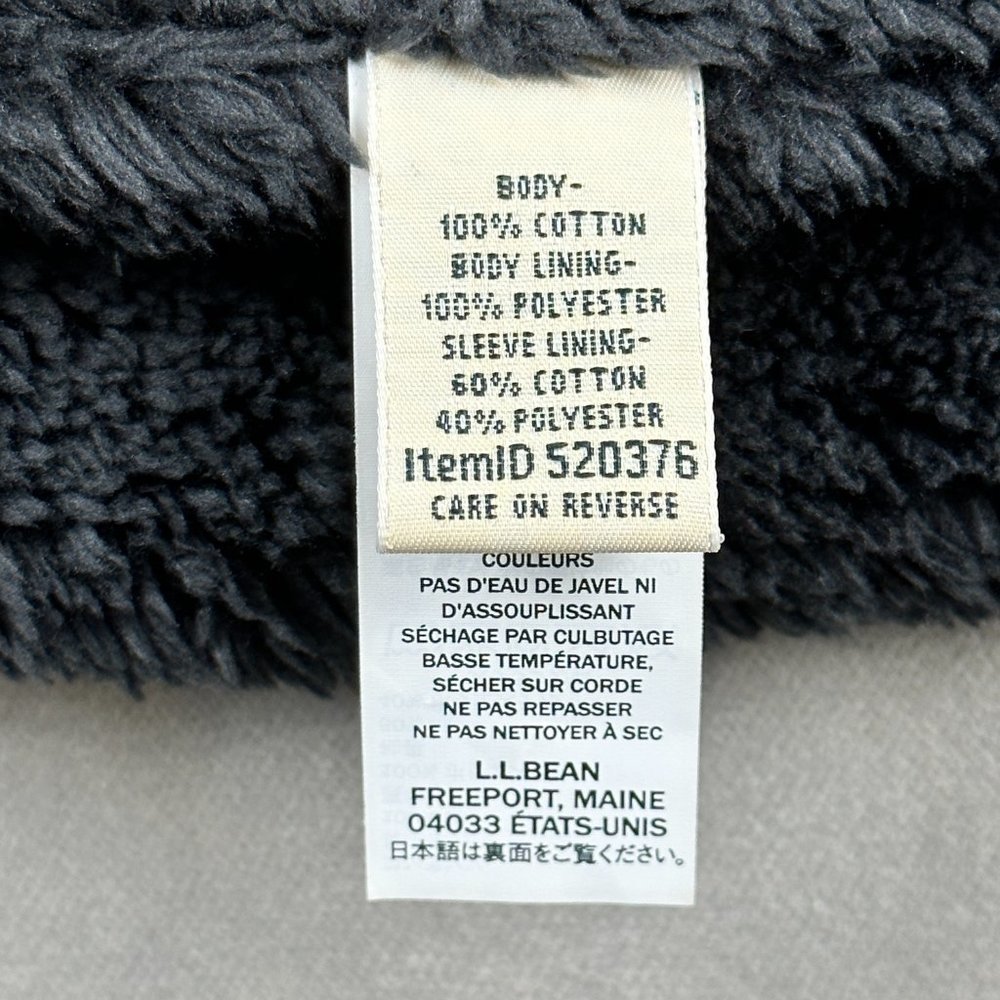 BODY-
100% COTTON
BODY LINING-
100% POLYESTER
SLEEVE LINING-
60% COTTON
40% POLYESTER
ItemID 520376
CARE ON REVERSE
COULEURS
PAS D'EAU DE JAVEL NI
D'ASSOUPLISSANT
SÉCHAGE PAR CULBUTAGE
BASSE TEMPÉRATURE,
SÉCHER SUR CORDE
NE PAS REPASSER
NE PAS NETTOYER À SEC
L.L.BEAN
FREEPORT, MAINE
04033 ÉTATS-UNIS
日本語は裏面をご覧ください。